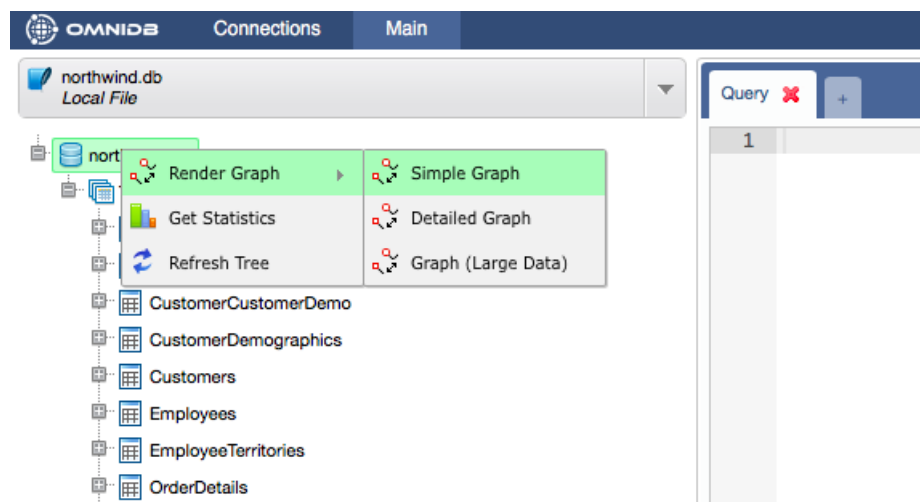 OMNIDB Connections Main
northwind.db
Local File
Query +
1
nort
Render Graph
Simple Graph
Get Statistics
Detailed Graph
Refresh Tree
Graph (Large Data)
CustomerCustomerDemo
CustomerDemographics
Customers
Employees
EmployeeTerritories
OrderDetails